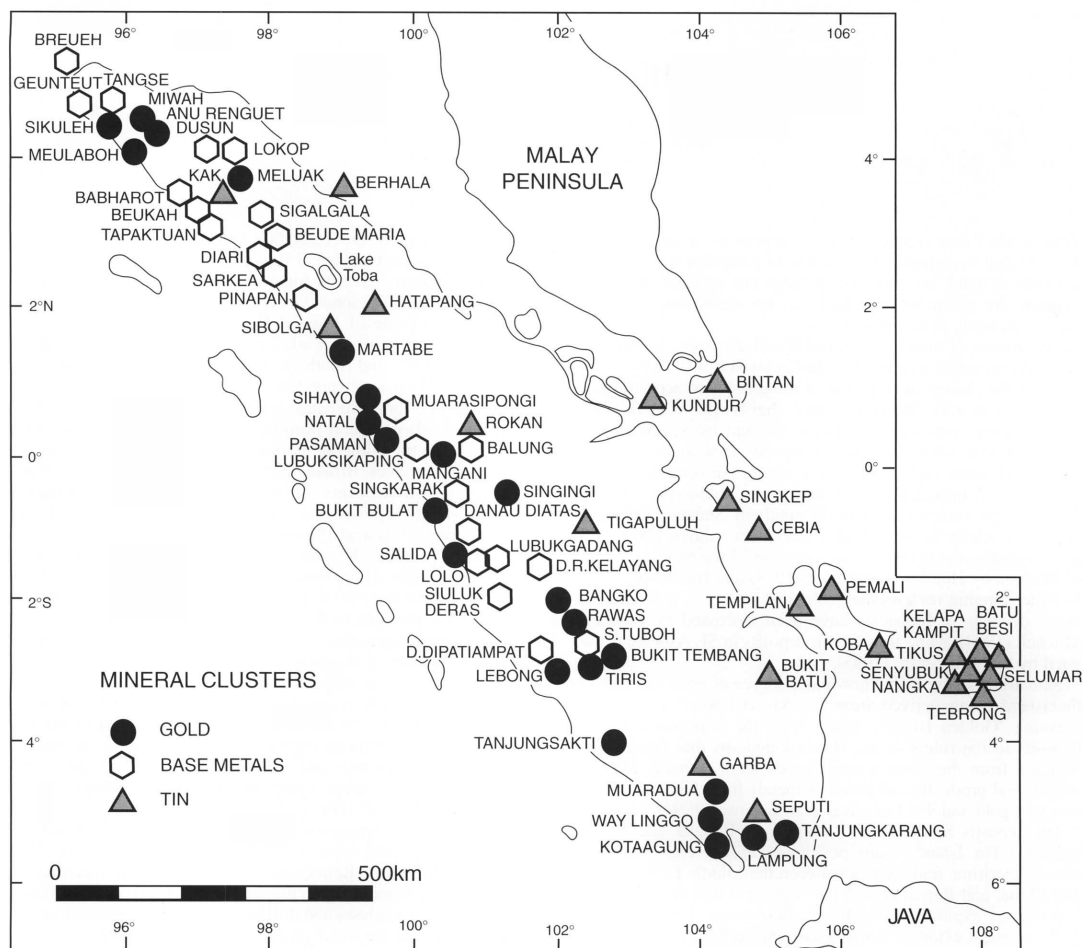 96°
98°
100°
102°
104°
106°
BREUEH
GEUNTEUT
TANGSE
MIWAH
ANU RENGUET
SIKULEH
DUSUN
MEULABOH
LOKOP
KAK
MELUAK
BERHALA
MALAY
PENINSULA
4°
BABHAROT
BEUKAH
TAPAKTUAN
SIGALGALA
BEUDE MARIA
DIARI
SARKEA
Lake
Toba
PINAPAN
HATAPANG
2°N
2°
SIBOLGA
MARTABE
BINTAN
KUNDUR
SIHAYO
MUARASIPONGI
NATAL
ROKAN
PASAMAN
BALUNG
LUBUKSIKAPING
0°
0°
MANGANI
SINGKARAK
SINGINGI
SINGKEP
BUKIT BULAT
DANAU DIATAS
TIGAPULUH
CEBIA
SALIDA
LUBUKGADANG
LOLO
D.R.KELAYANG
SIULUK
DERAS
PEMALI
2°S
2°
BANGKO
TEMPILAN
RAWAS
KELAPA
KAMPIT
BATU
BESI
S.TUBOH
KOBA
TIKUS
D.DIPATIAMPAT
BUKIT TEMBANG
LEBONG
TIRIS
BUKIT
BATU
SENYUBUK
SELUMAR
NANGKA
TEBRONG
MINERAL CLUSTERS
GOLD
BASE METALS
TIN
4°
4°
TANJUNGSAKTI
GARBA
MUARADUA
SEPUTI
WAY LINGGO
TANJUNGKARANG
KOTAAGUNG
LAMPUNG
0
500km
6°
JAVA
96°
98°
100°
102°
104°
106°
108°